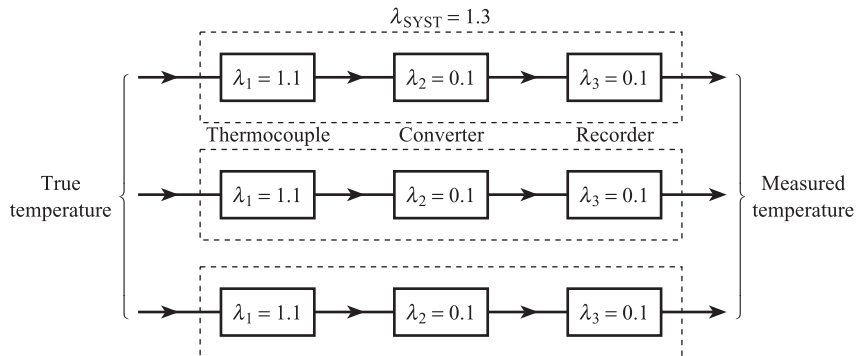 λSYST = 1.3
λ1 = 1.1 λ2 = 0.1 λ3 = 0.1
Thermocouple Converter Recorder
True
temperature
λ1 = 1.1 λ2 = 0.1 λ3 = 0.1
Measured
temperature
λ1 = 1.1 λ2 = 0.1 λ3 = 0.1